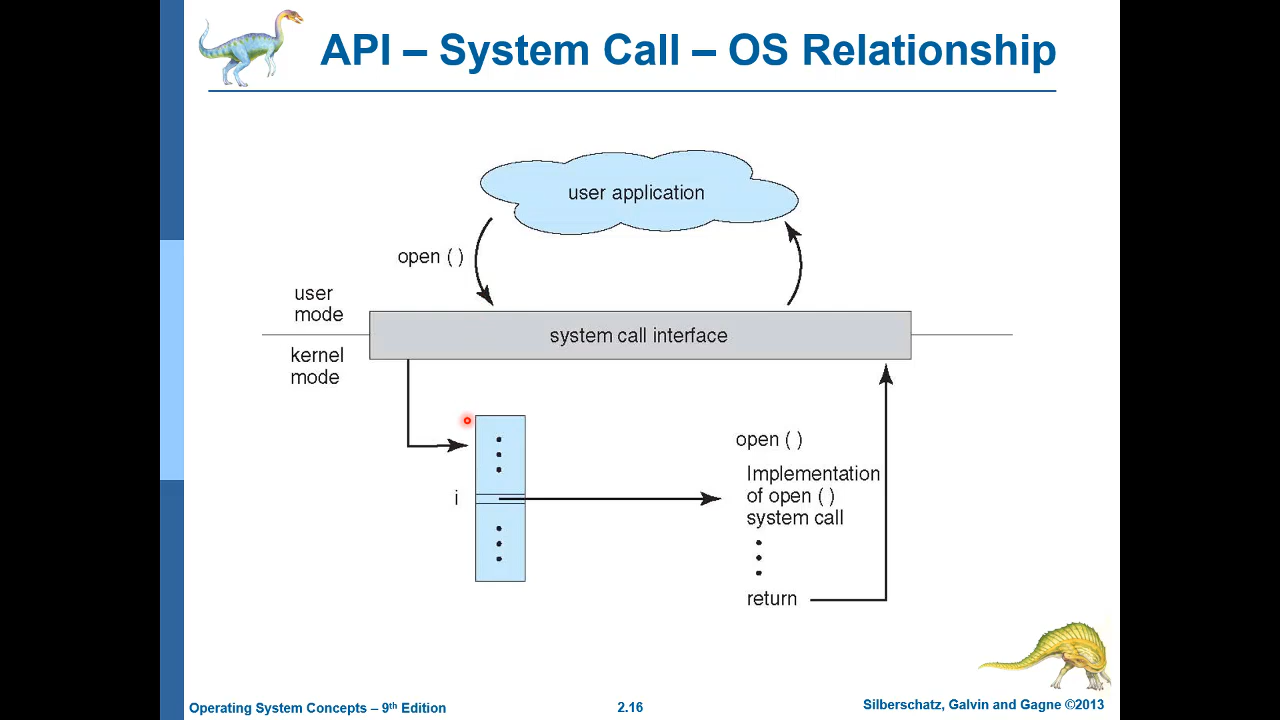 API – System Call – OS Relationship
user application
open ( )
user
mode
system call interface
kernel
mode
open ( )
Implementation
of open ( )
system call
i
return
Operating System Concepts – 9th Edition
2.16
Silberschatz, Galvin and Gagne ©2013